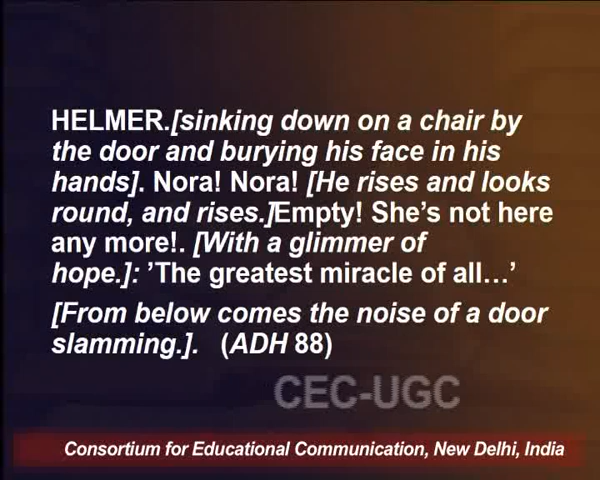 HELMER.[sinking down on a chair by
the door and burying his face in his
hands]. Nora! Nora! [He rises and looks
round, and rises.]Empty! She's not here
any more!. [With a glimmer of
hope.]: ’The greatest miracle of all…’
[From below comes the noise of a door
slamming.]. (ADH 88)
CEC-UGC
Consortium for Educational Communication, New Delhi, India